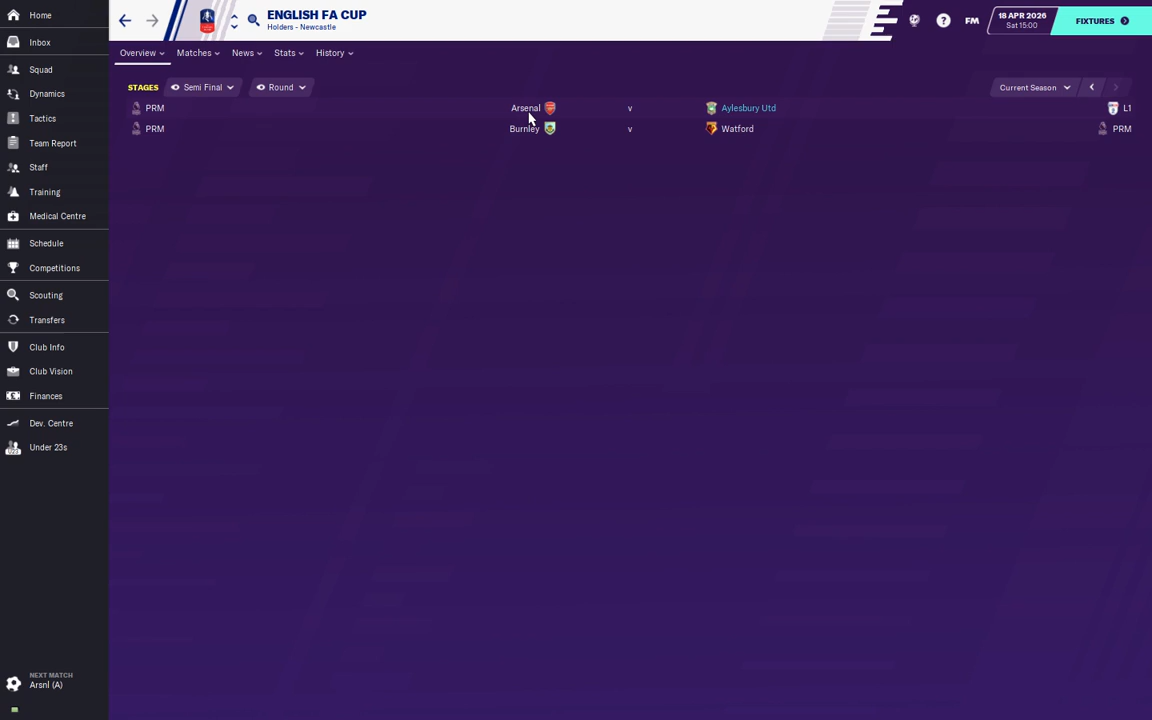 Home
Inbox
Squad
Dynamics
Tactics
Team Report
Staff
Training
Medical Centre
Schedule
Competitions
Scouting
Transfers
Club Info
Club Vision
Finances
Dev. Centre
Under 23s
NEXT MATCH
Arsnl (A)
ENGLISH FA CUP
Holders - Newcastle
FM
18 APR 2026
Sat 15:00
FIXTURES
Overview Matches News Stats History
STAGES Semi Final Round Current Season
PRM Arsenal v Aylesbury Utd L1
PRM Burnley v Watford PRM